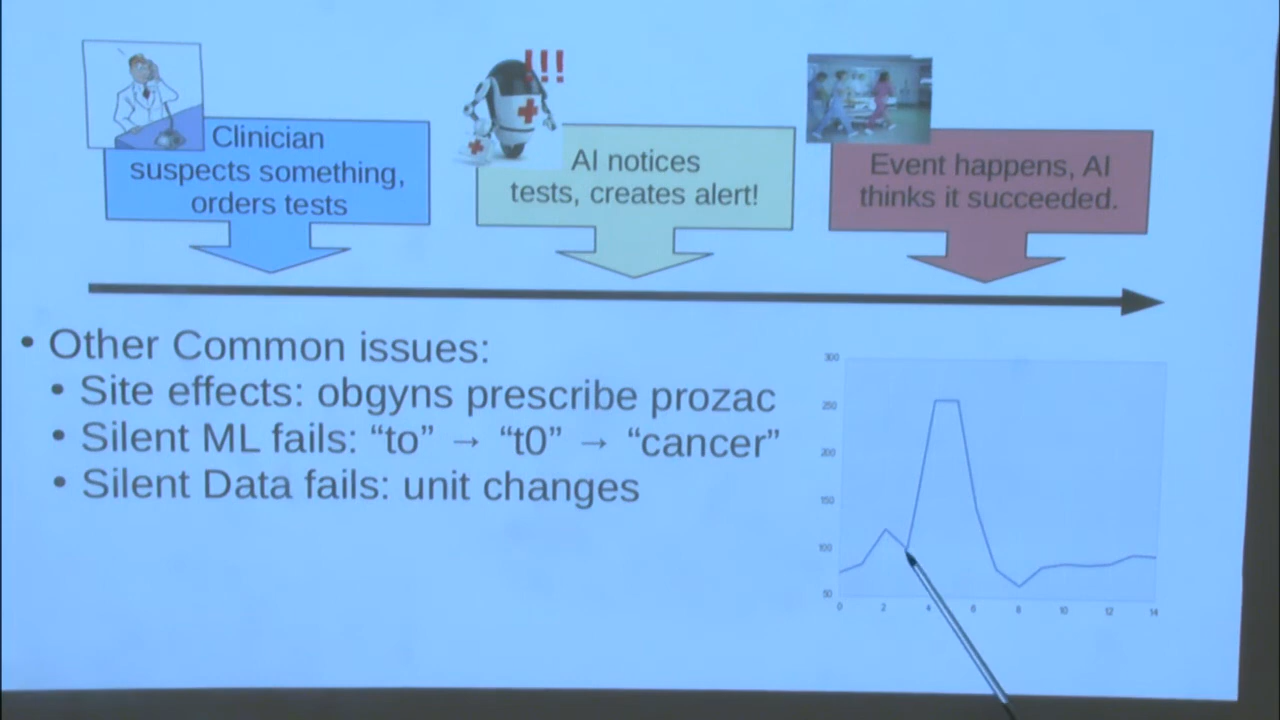 !!!
Clinician
suspects something,
orders tests
AI notices
tests, creates alert!
Event happens, AI
thinks it succeeded.
• Other Common issues:
• Site effects: obgyns prescribe prozac
• Silent ML fails: “to” → “t0” → “cancer”
• Silent Data fails: unit changes
300
250
200
150
100
50
0 2 4 6 8 10 12 14